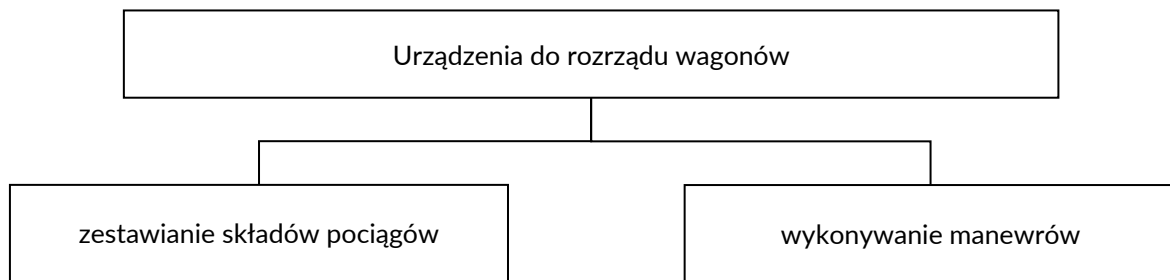 Urządzenia do rozrządu wagonów
zestawianie składów pociągów
wykonywanie manewrów